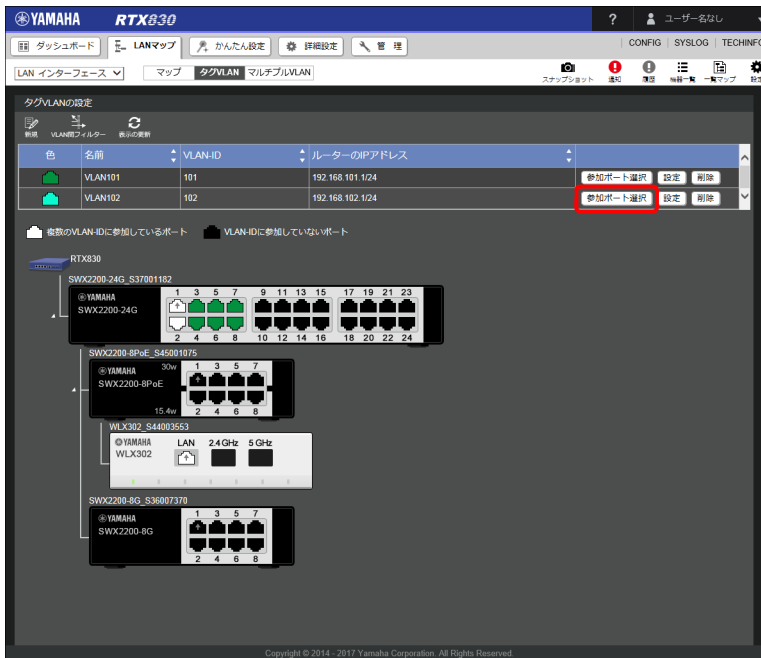 YAMAHA RTX830 ? ユーザー名なし
ダッシュボード LANマップ かんたん設定 詳細設定 管 理 CONFIG SYSLOG TECHINFO
LAN インターフェース マップ タグVLAN マルチプルVLAN スナップショット 通知 履歴 機器一覧 一覧マップ 設定
タグVLANの設定
新規 VLAN間フィルター 表示の更新
色 名前 VLAN-ID ルーターのIPアドレス
VLAN101 101 192.168.101.1/24 参加ポート選択 設定 削除
VLAN102 102 192.168.102.1/24 参加ポート選択 設定 削除
複数のVLAN-IDに参加しているポート VLAN-IDに参加していないポート
RTX830
SWX2200-24G_S37001182
YAMAHA
SWX2200-24G
1 3 5 7 9 11 13 15 17 19 21 23
2 4 6 8 10 12 14 16 18 20 22 24
SWX2200-8PoE_S45001075
YAMAHA 30w 1 3 5 7
SWX2200-8PoE
15.4w 2 4 6 8
WLX302_S44003553
YAMAHA LAN 2.4 GHz 5 GHz
WLX302
SWX2200-8G_S36007370
YAMAHA 1 3 5 7
SWX2200-8G
2 4 6 8
Copyright © 2014 - 2017 Yamaha Corporation. All Rights Reserved.